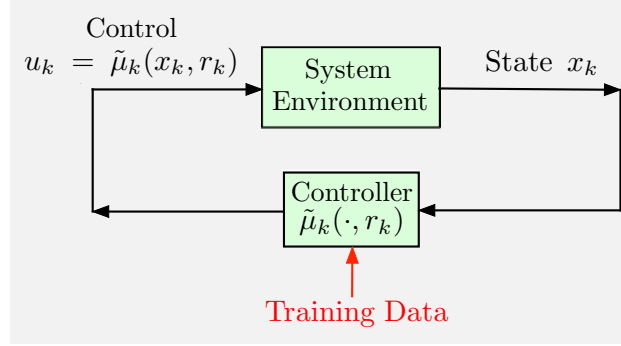 Control
u_k = μ̃_k(x_k, r_k)
System
Environment
State x_k
Controller
μ̃_k(·, r_k)
Training Data